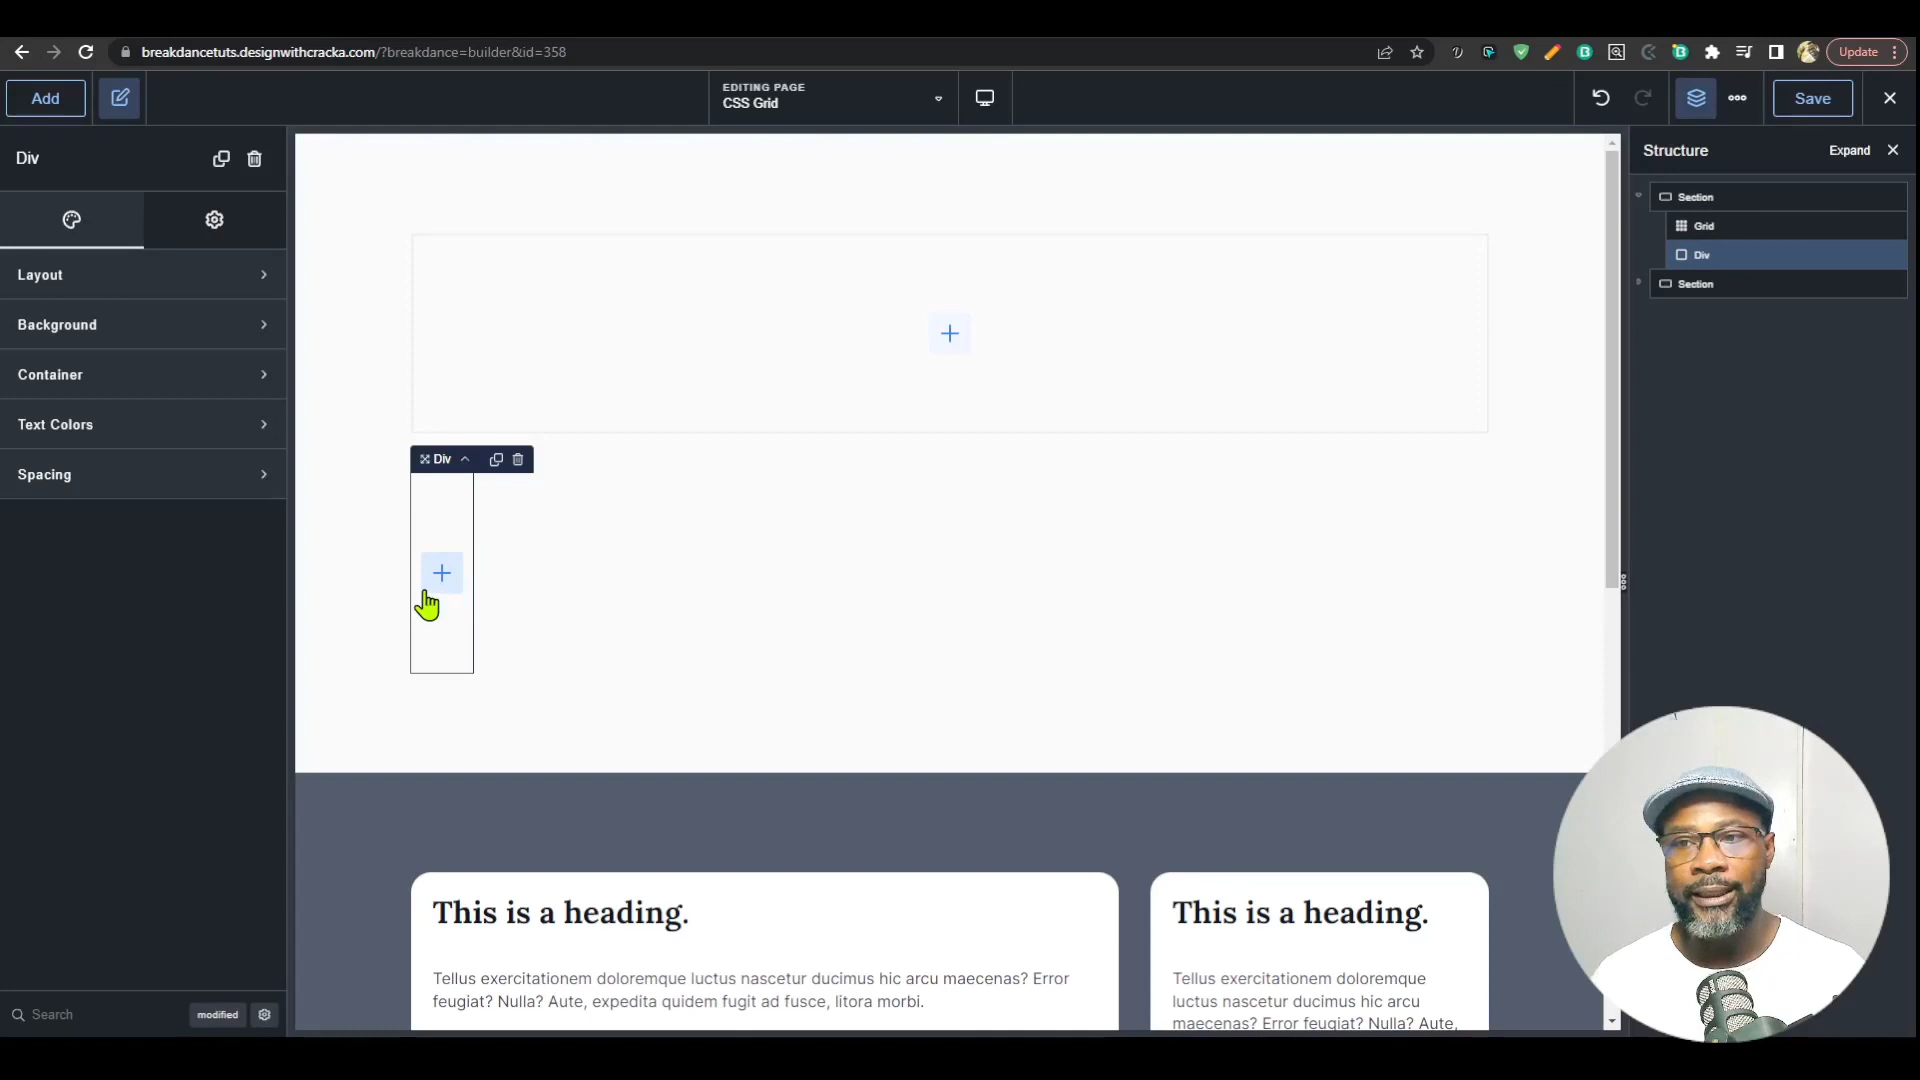 breakdancetuts.designwithcracka.com/?breakdance=builder&id=358
Update
Add
EDITING PAGE
CSS Grid
Save
Div
Structure
Expand
Section
Grid
Div
Section
Layout
Background
Container
Text Colors
Spacing
Div
This is a heading.
Tellus exercitationem doloremque luctus nascetur ducimus hic arcu maecenas? Error
feugiat? Nulla? Aute, expedita quidem fugit ad fusce, litora morbi.
This is a heading.
Tellus exercitationem doloremque
luctus nascetur ducimus hic arcu
maecenas? Error feugiat? Nulla? Aute,
Search
modified